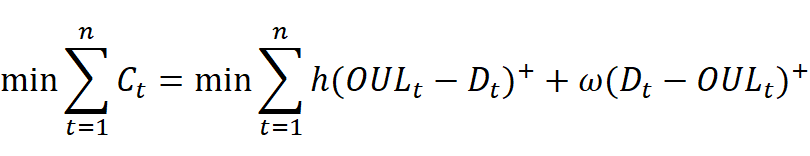 min ∑_{t=1}^{n} C_t = min ∑_{t=1}^{n} h(OUL_t − D_t)^+ + ω(D_t − OUL_t)^+